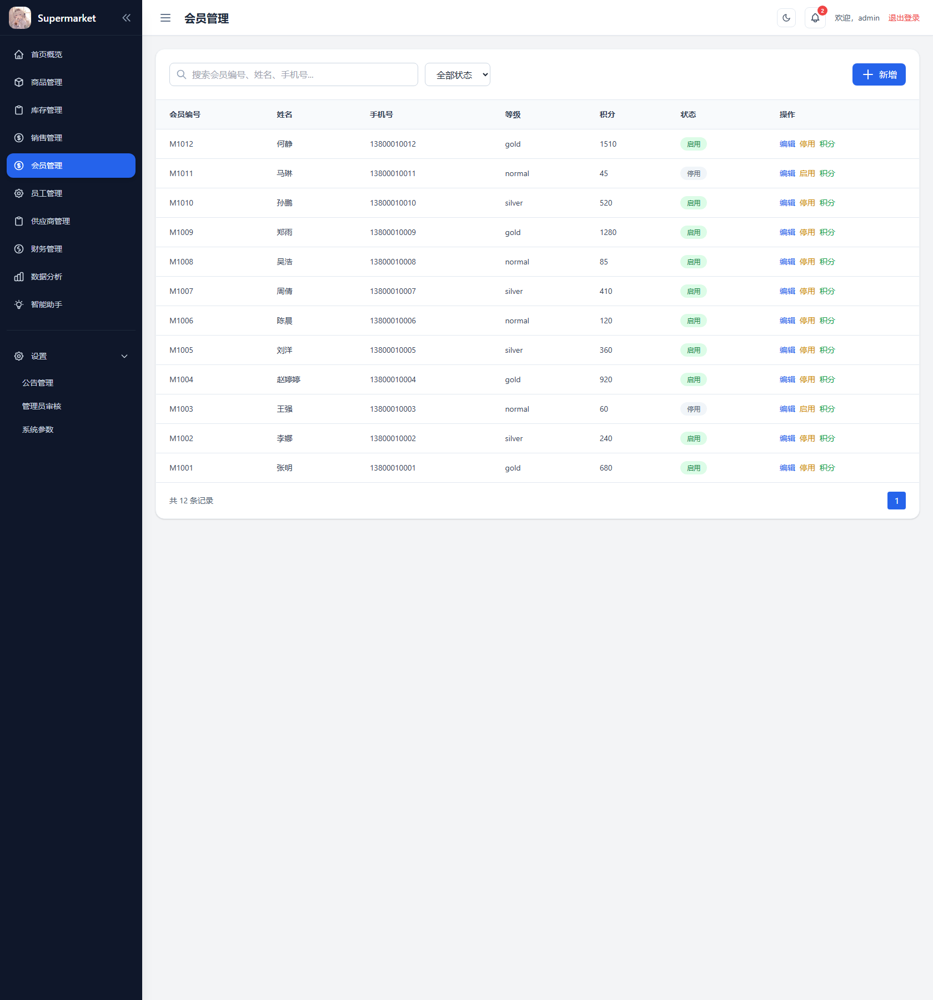 Supermarket
首页概览
商品管理
库存管理
销售管理
会员管理
员工管理
供应商管理
财务管理
数据分析
智能助手
设置
公告管理
管理员审核
系统参数
会员管理
2
欢迎，admin
退出登录
搜索会员编号、姓名、手机号...
全部状态
新增
会员编号 姓名 手机号 等级 积分 状态 操作
M1012 何静 13800010012 gold 1510 启用 编辑 停用 积分
M1011 马琳 13800010011 normal 45 停用 编辑 启用 积分
M1010 孙鹏 13800010010 silver 520 启用 编辑 停用 积分
M1009 郑雨 13800010009 gold 1280 启用 编辑 停用 积分
M1008 吴浩 13800010008 normal 85 启用 编辑 停用 积分
M1007 周倩 13800010007 silver 410 启用 编辑 停用 积分
M1006 陈晨 13800010006 normal 120 启用 编辑 停用 积分
M1005 刘洋 13800010005 silver 360 启用 编辑 停用 积分
M1004 赵婷婷 13800010004 gold 920 启用 编辑 停用 积分
M1003 王强 13800010003 normal 60 停用 编辑 启用 积分
M1002 李娜 13800010002 silver 240 启用 编辑 停用 积分
M1001 张明 13800010001 gold 680 启用 编辑 停用 积分
共 12 条记录
1